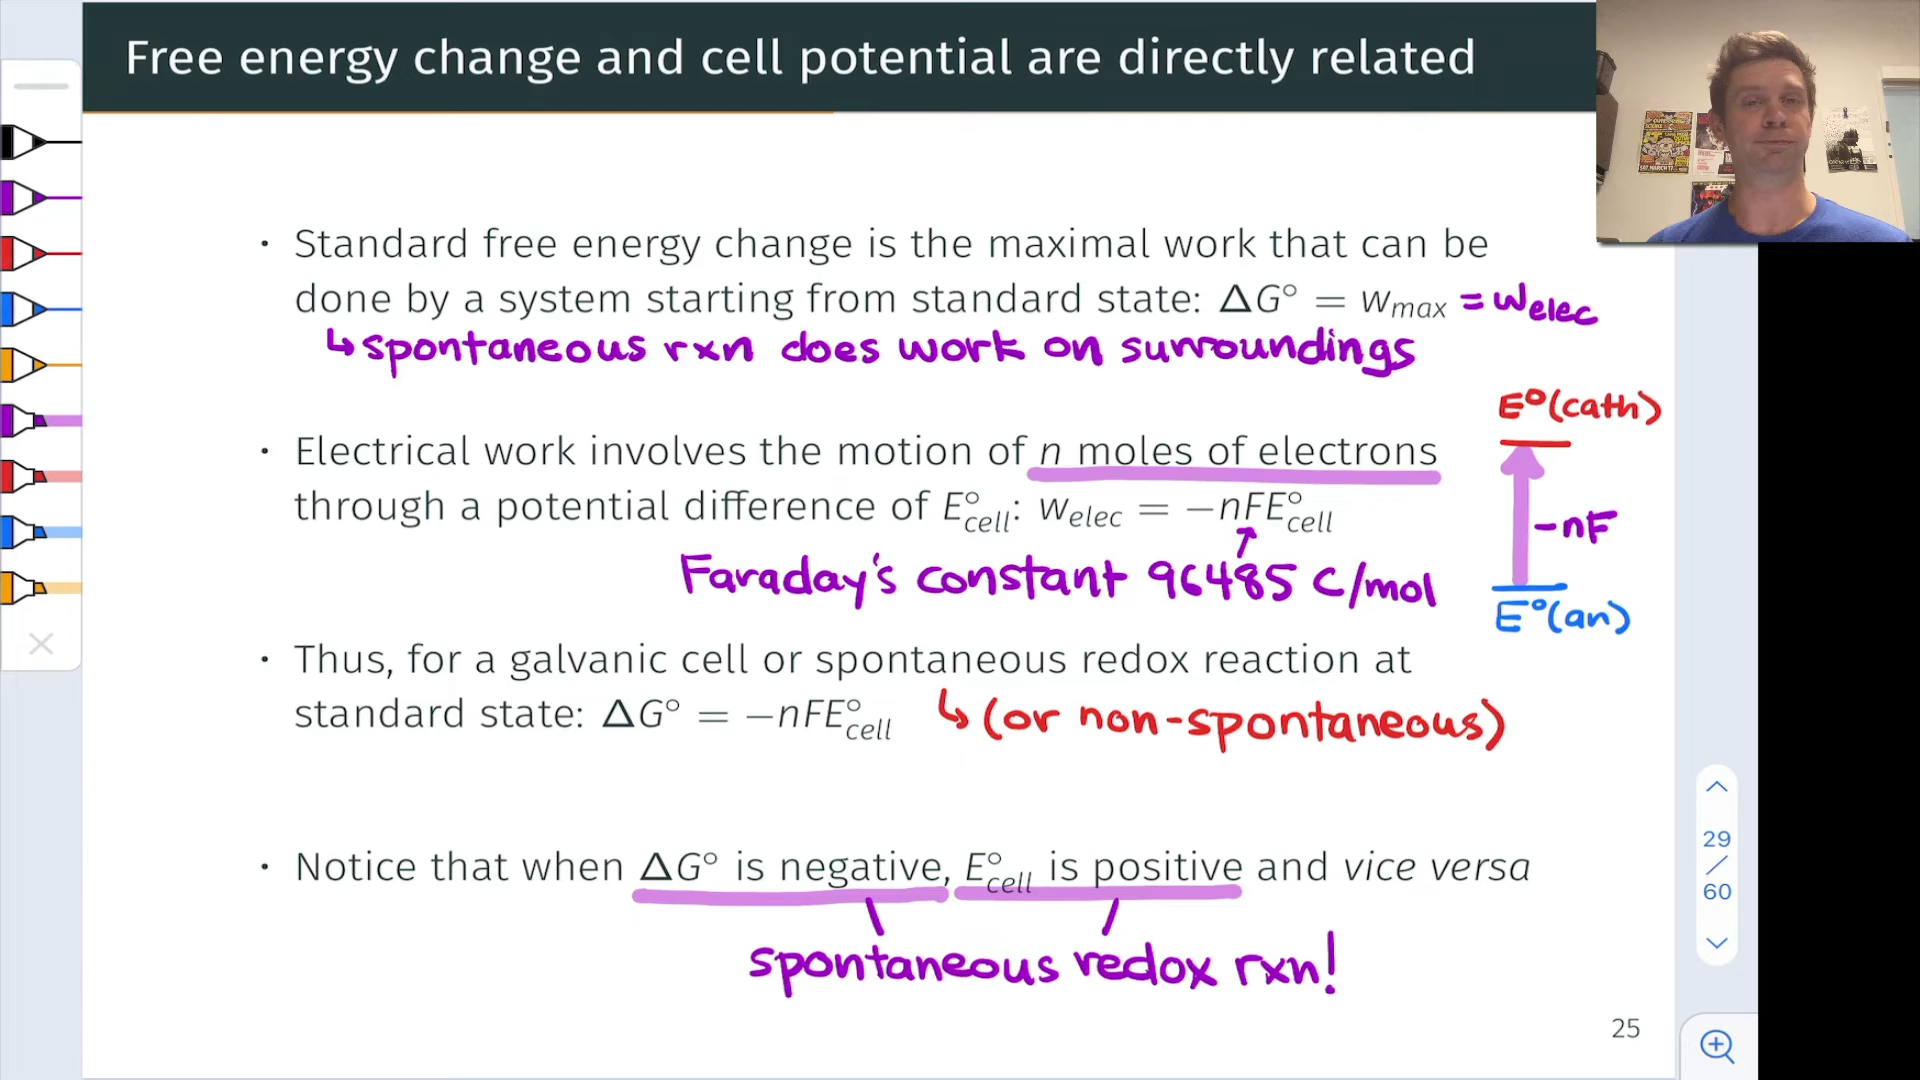 Free energy change and cell potential are directly related
· Standard free energy change is the maximal work that can be
done by a system starting from standard state: ΔG° = w_max = w_elec
↳ spontaneous rxn does work on surroundings
E°(cath)
· Electrical work involves the motion of n moles of electrons
through a potential difference of E°_cell: w_elec = −nFE°_cell
−nF
Faraday's constant 96485 C/mol
E°(an)
· Thus, for a galvanic cell or spontaneous redox reaction at
standard state: ΔG° = −nFE°_cell ↳ (or non-spontaneous)
· Notice that when ΔG° is negative, E°_cell is positive and vice versa
spontaneous redox rxn!
29
/
60
25